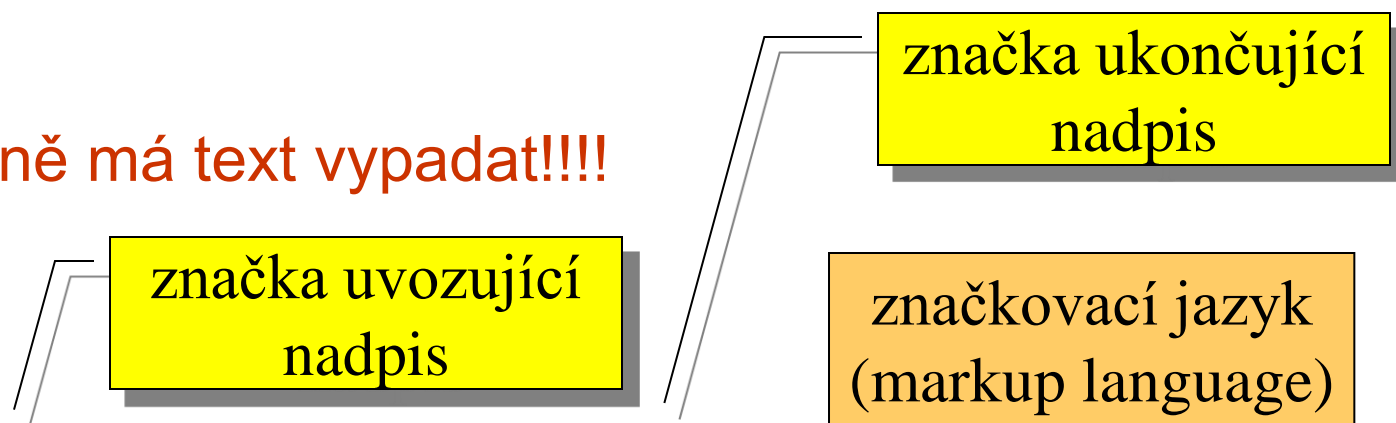 značka ukončující
nadpis
ně má text vypadat!!!!
značka uvozující
nadpis
značkovací jazyk
(markup language)